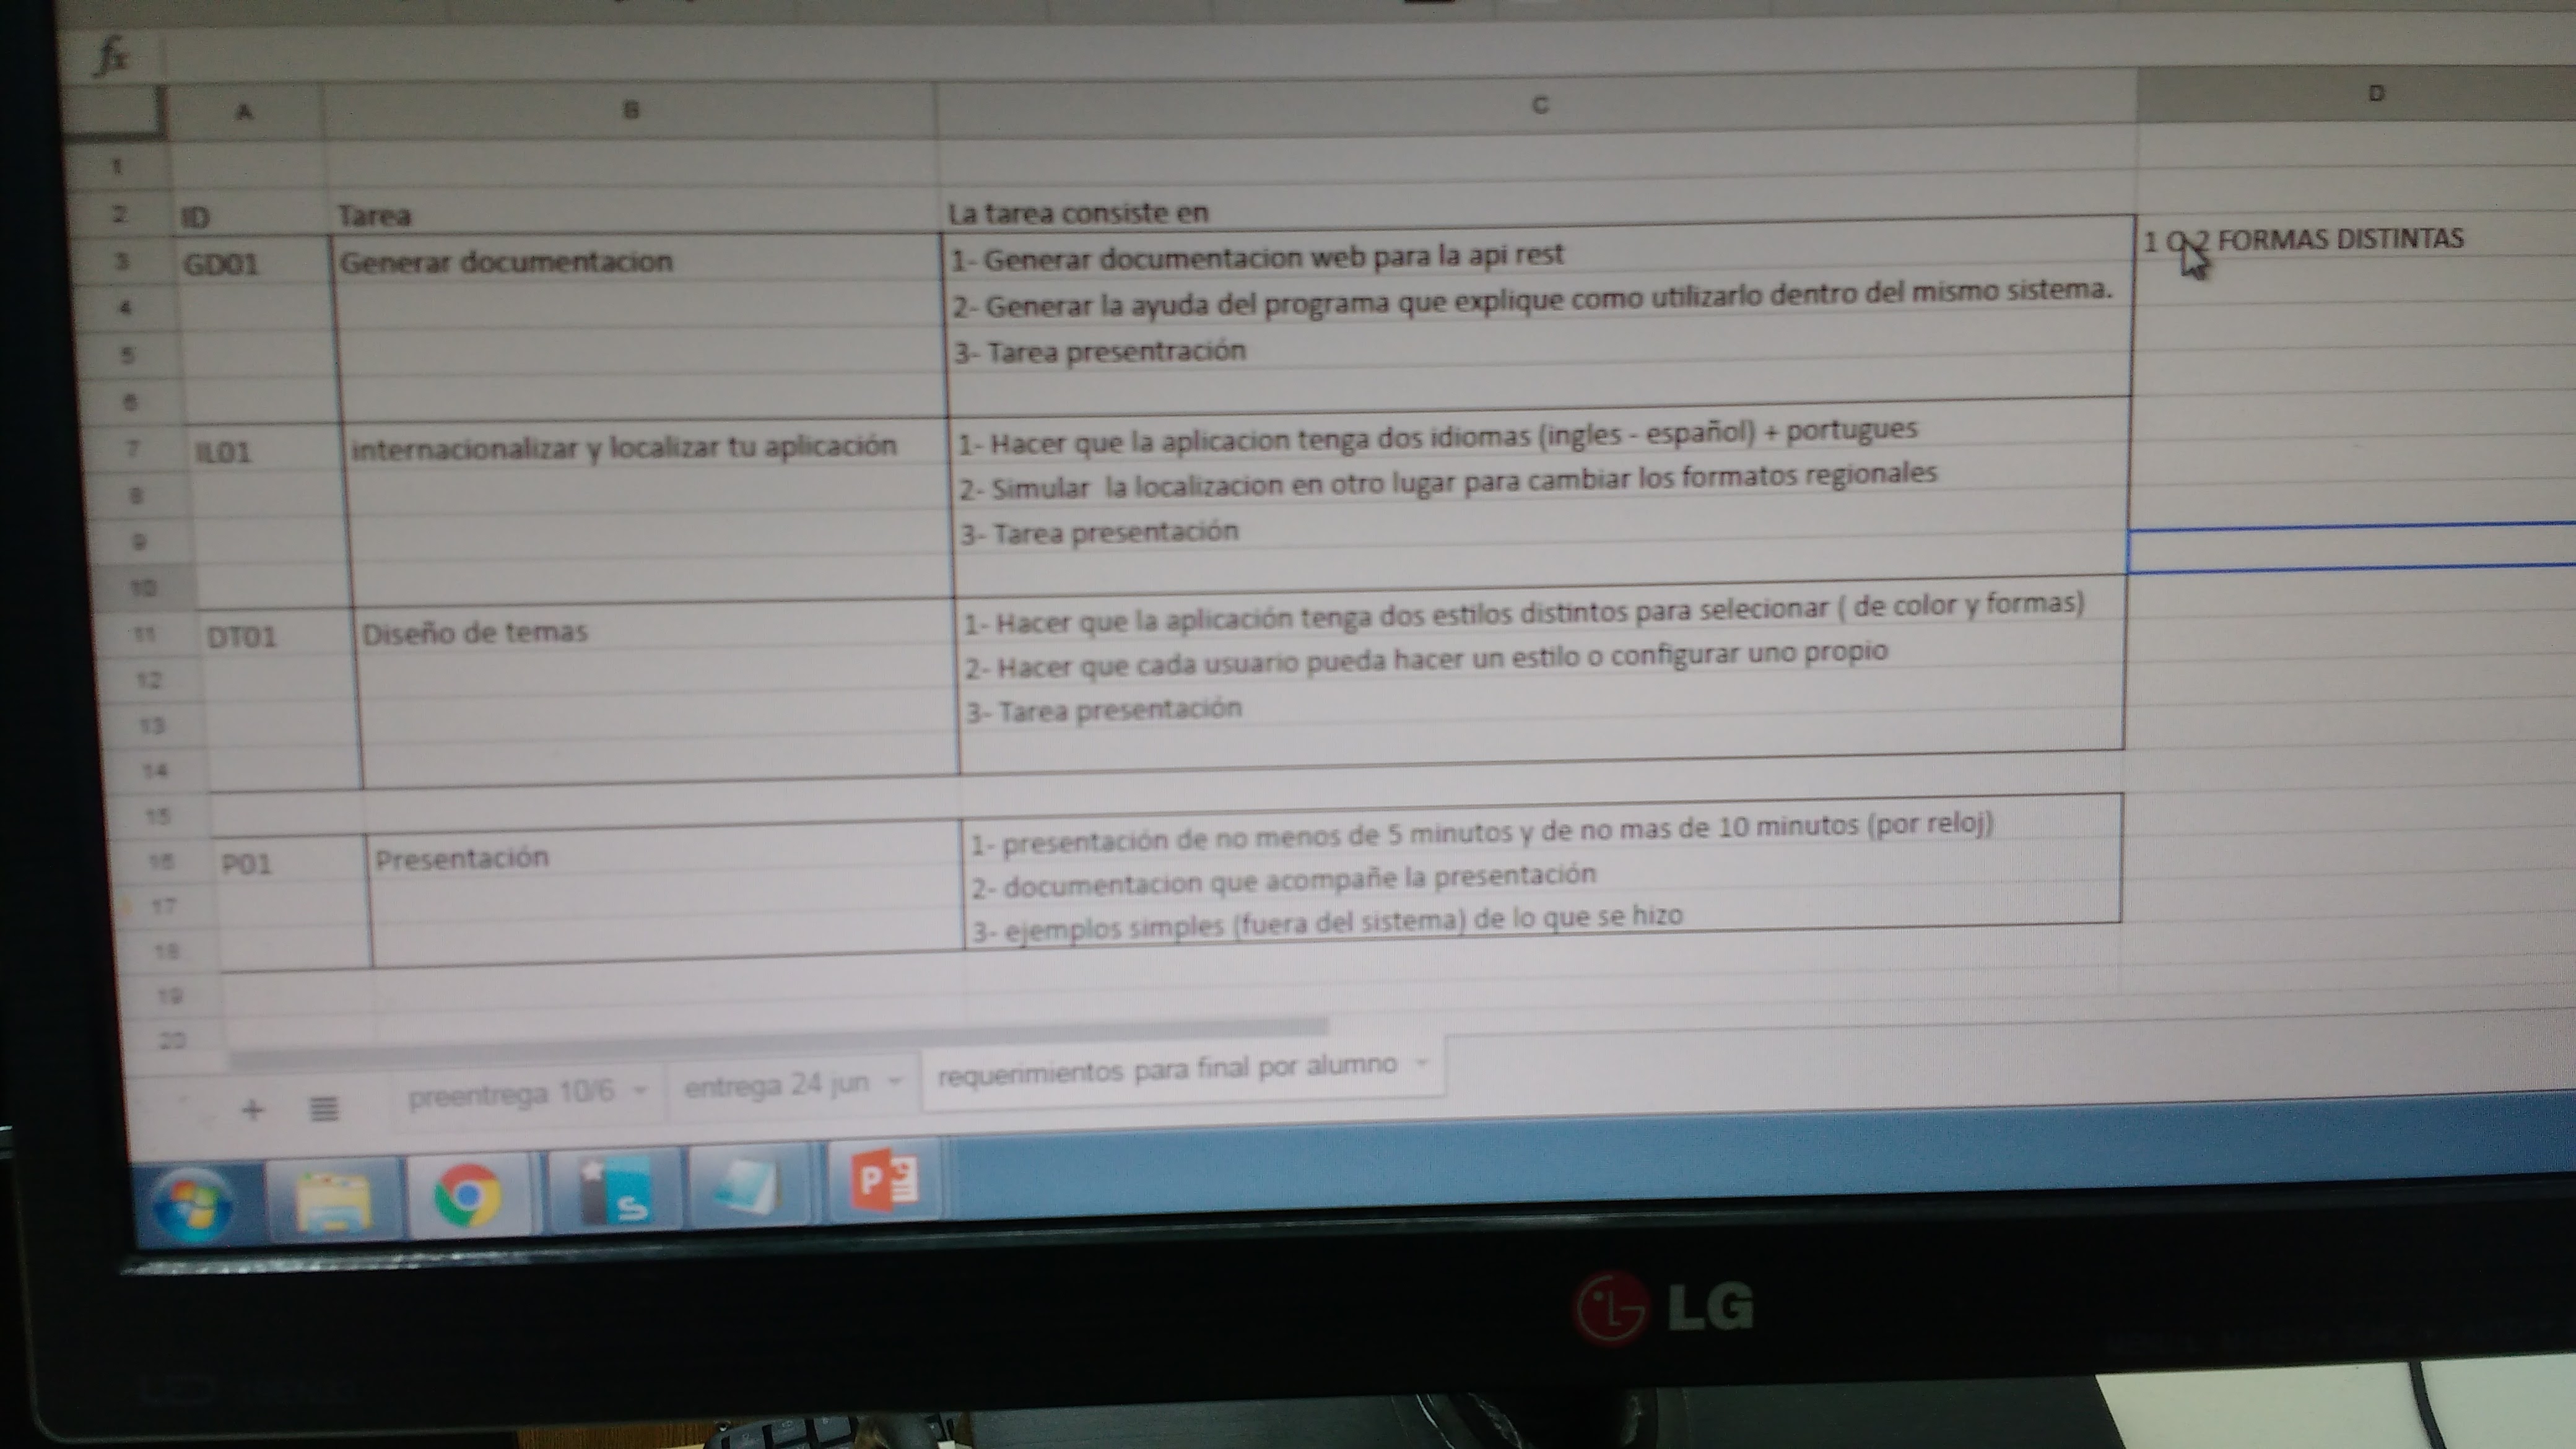 fx
A B C D
1
2 ID Tarea La tarea consiste en
3 GD01 Generar documentacion 1- Generar documentacion web para la api rest 1 O 2 FORMAS DISTINTAS
4 2- Generar la ayuda del programa que explique como utilizarlo dentro del mismo sistema.
5 3- Tarea presentración
6
7 IL01 internacionalizar y localizar tu aplicación 1- Hacer que la aplicacion tenga dos idiomas (ingles - español) + portugues
8 2- Simular la localizacion en otro lugar para cambiar los formatos regionales
9 3- Tarea presentación
10
11 DT01 Diseño de temas 1- Hacer que la aplicación tenga dos estilos distintos para selecionar ( de color y formas)
12 2- Hacer que cada usuario pueda hacer un estilo o configurar uno propio
13 3- Tarea presentación
14
15
16 P01 Presentación 1- presentación de no menos de 5 minutos y de no mas de 10 minutos (por reloj)
17 2- documentacion que acompañe la presentación
18 3- ejemplos simples (fuera del sistema) de lo que se hizo
19
20
+ preentrega 10/6 entrega 24 jun requerimientos para final por alumno
S P
LG